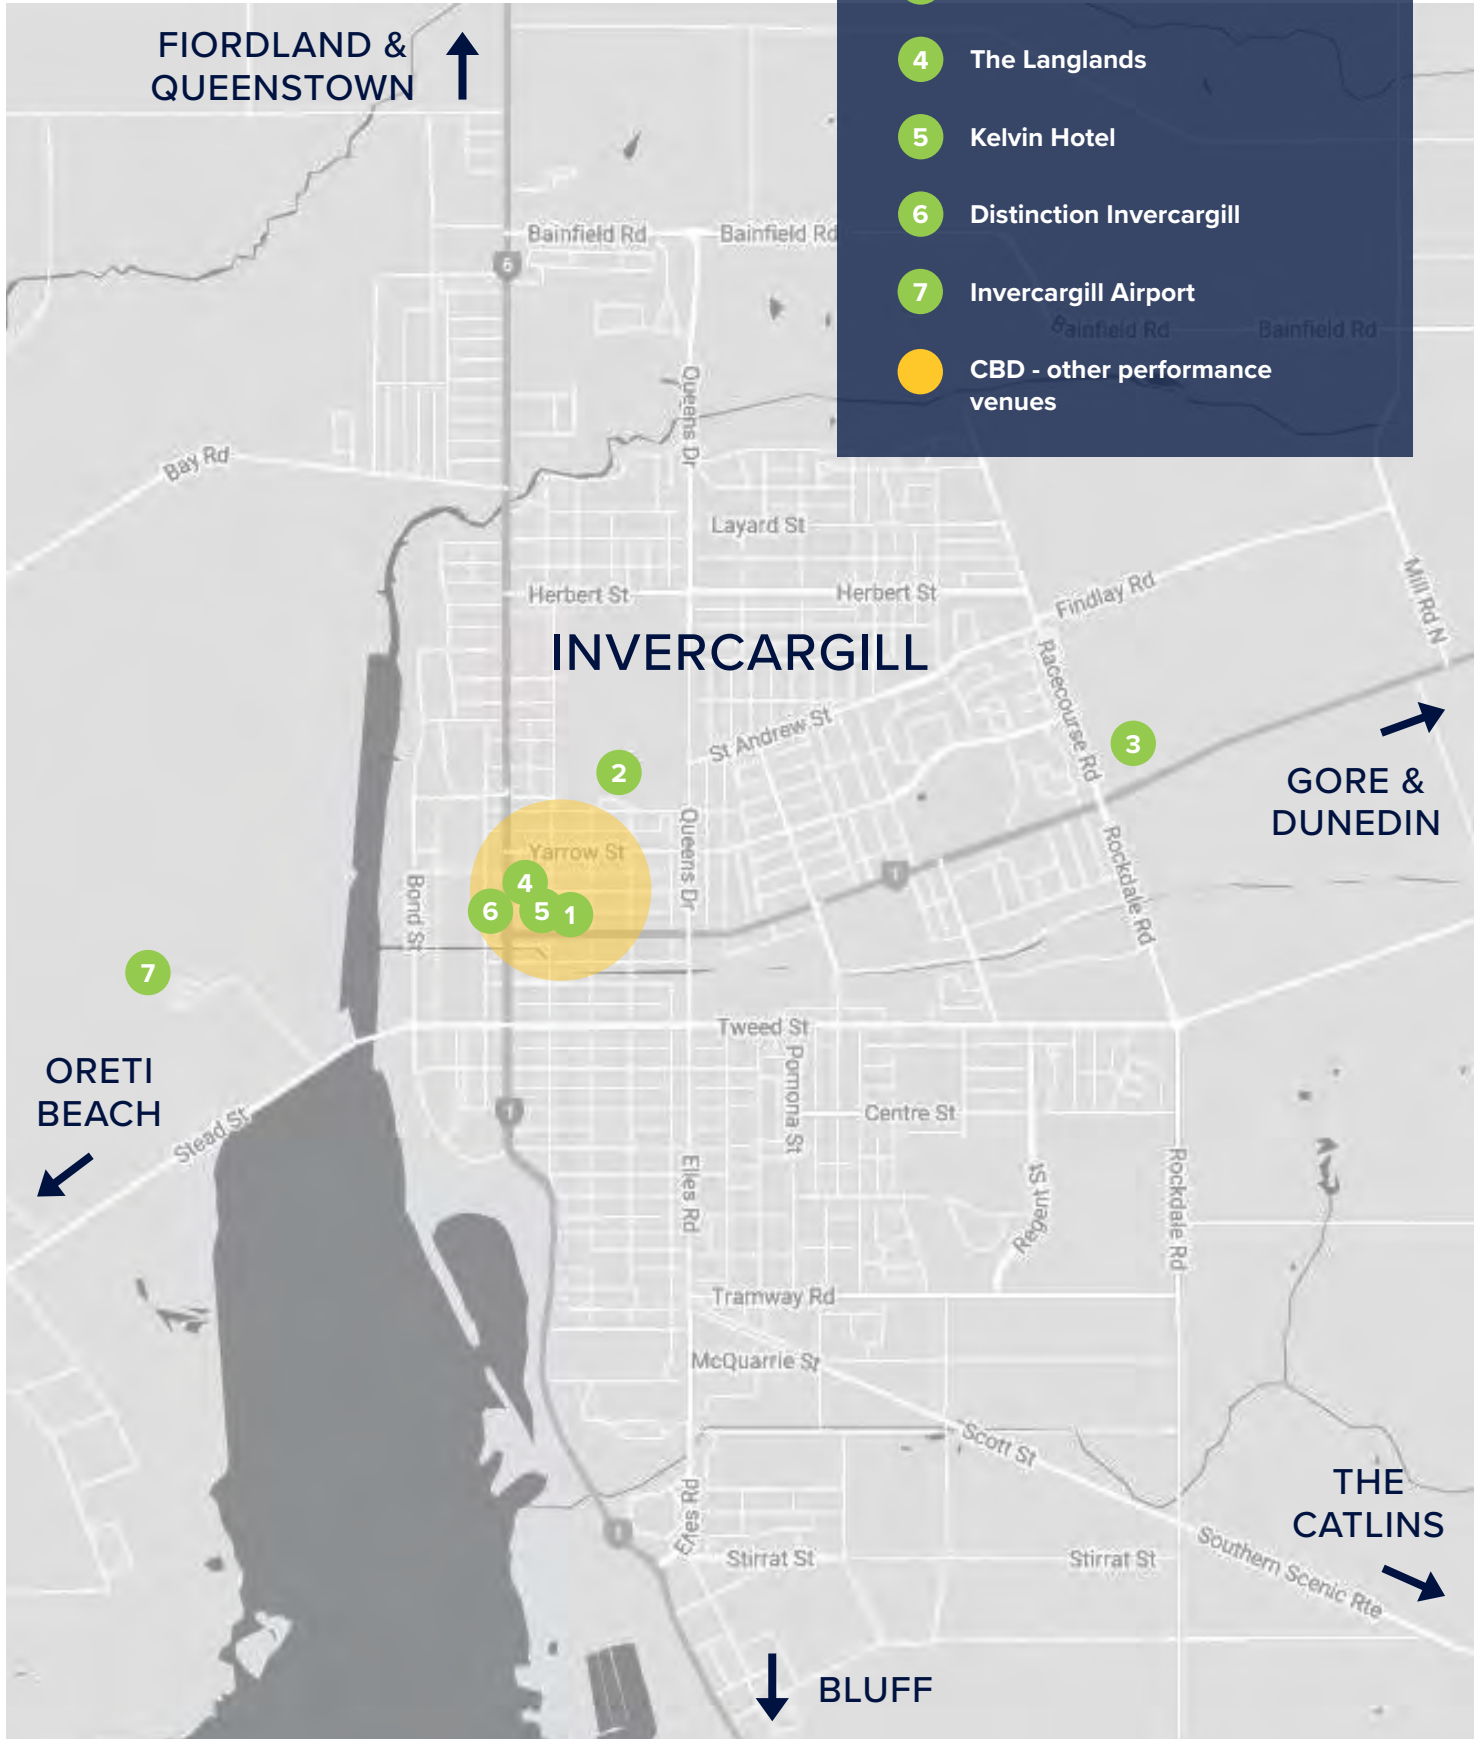 FIORDLAND &
QUEENSTOWN
4 The Langlands
5 Kelvin Hotel
6 Distinction Invercargill
7 Invercargill Airport
CBD - other performance
venues
Bainfield Rd
Bainfield Rd
Bainfield Rd
Bainfield Rd
6
Queens Dr
Bay Rd
Layard St
Herbert St
Herbert St
Findlay Rd
Mill Rd N
INVERCARGILL
Racecourse Rd
St Andrew St
3
2
GORE &
DUNEDIN
Queens Dr
Yarrow St
Rockdale Rd
1
Bond St
4
6
5
1
7
Tweed St
Pomona St
ORETI
BEACH
Stead St
1
Centre St
Elles Rd
Regent St
Rockdale Rd
Tramway Rd
McQuarrie St
Scott St
THE
CATLINS
Elles Rd
1
Stirrat St
Stirrat St
Southern Scenic Rte
BLUFF